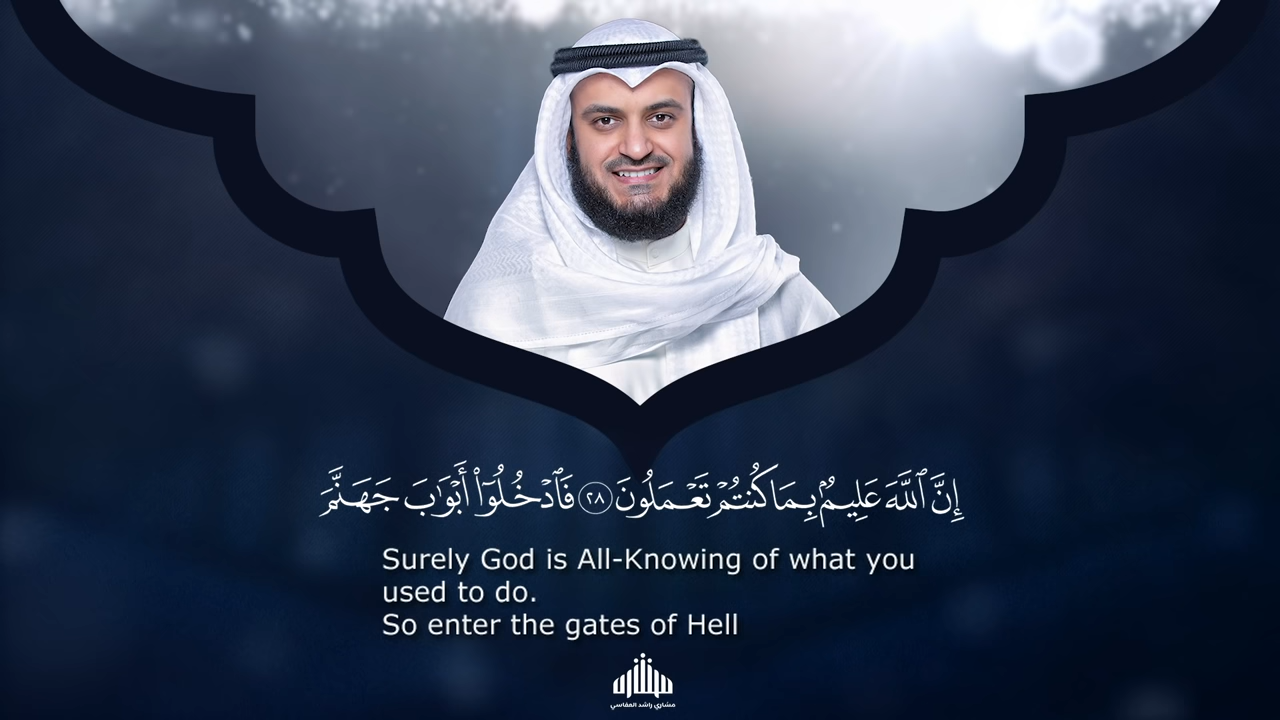 إِنَّ ٱللَّهَ عَلِيمُۢ بِمَا كُنتُمۡ تَعۡمَلُونَ ٢٨ فَٱدۡخُلُوٓاْ أَبۡوَٰبَ جَهَنَّمَ
Surely God is All-Knowing of what you
used to do.
So enter the gates of Hell
مشاري راشد العفاسي